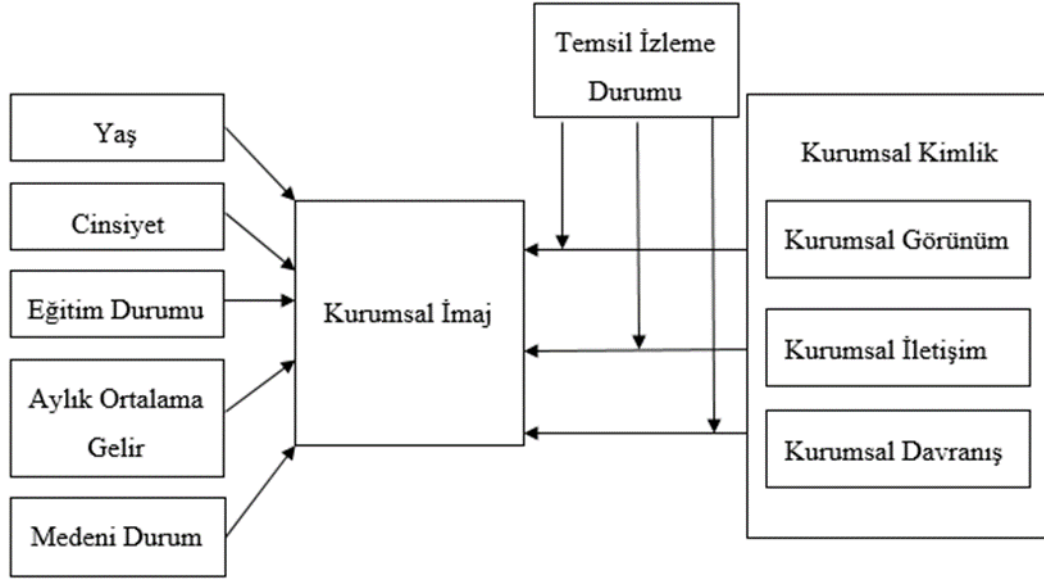 Temsil İzleme
Durumu
Yaş
Cinsiyet
Eğitim Durumu
Aylık Ortalama
Gelir
Medeni Durum
Kurumsal İmaj
Kurumsal Kimlik
Kurumsal Görünüm
Kurumsal İletişim
Kurumsal Davranış